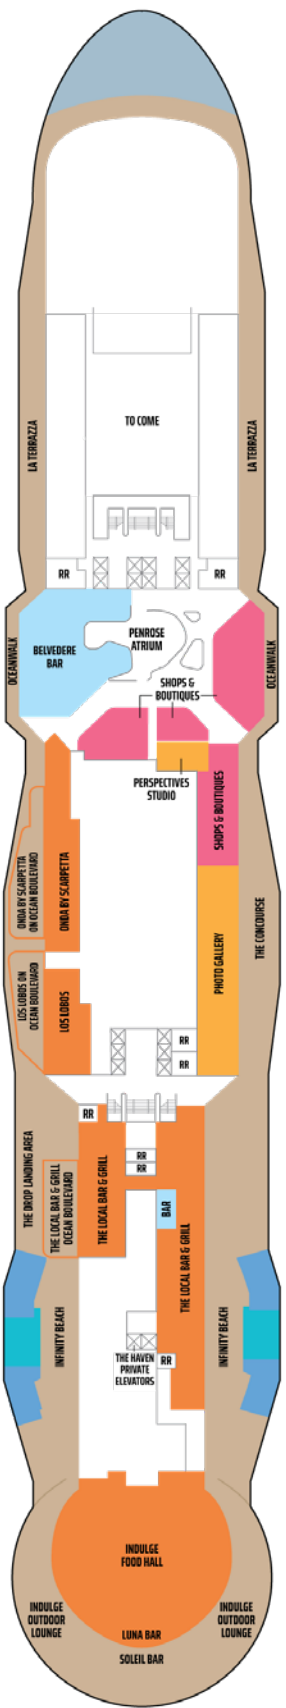 LA TERRAZZA
TO COME
LA TERRAZZA
RR
RR
OCEANWALK
BELVEDERE
BAR
PENROSE
ATRIUM
OCEANWALK
SHOPS &
BOUTIQUES
PERSPECTIVES
STUDIO
SHOPS & BOUTIQUES
ONDA BY SCARPETTA
ON OCEAN BOULEVARD
ONDA BY SCARPETTA
THE CONCOURSE
PHOTO GALLERY
LOS LOBOS ON
OCEAN BOULEVARD
LOS LOBOS
RR
RR
RR
THE DROP LANDING AREA
THE LOCAL BAR & GRILL
OCEAN BOULEVARD
THE LOCAL BAR & GRILL
RR
RR
BAR
THE LOCAL BAR & GRILL
INFINITY BEACH
INFINITY BEACH
THE HAVEN
PRIVATE
ELEVATORS
RR
INDULGE
FOOD HALL
INDULGE
OUTDOOR
LOUNGE
INDULGE
OUTDOOR
LOUNGE
LUNA BAR
SOLEIL BAR